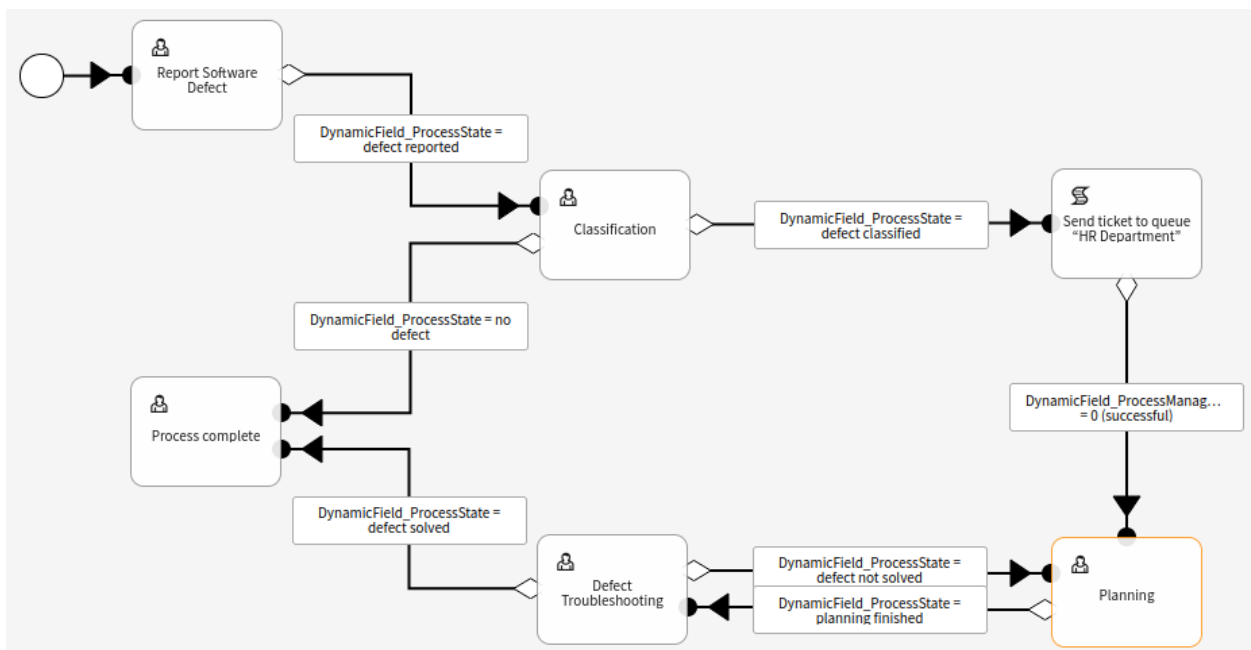 Report Software
Defect
DynamicField_ProcessState =
defect reported
Classification
DynamicField_ProcessState =
defect classified
Send ticket to queue
“HR Department”
DynamicField_ProcessState = no
defect
DynamicField_ProcessManag...
= 0 (successful)
Process complete
DynamicField_ProcessState =
defect solved
Defect
Troubleshooting
DynamicField_ProcessState =
defect not solved
DynamicField_ProcessState =
planning finished
Planning